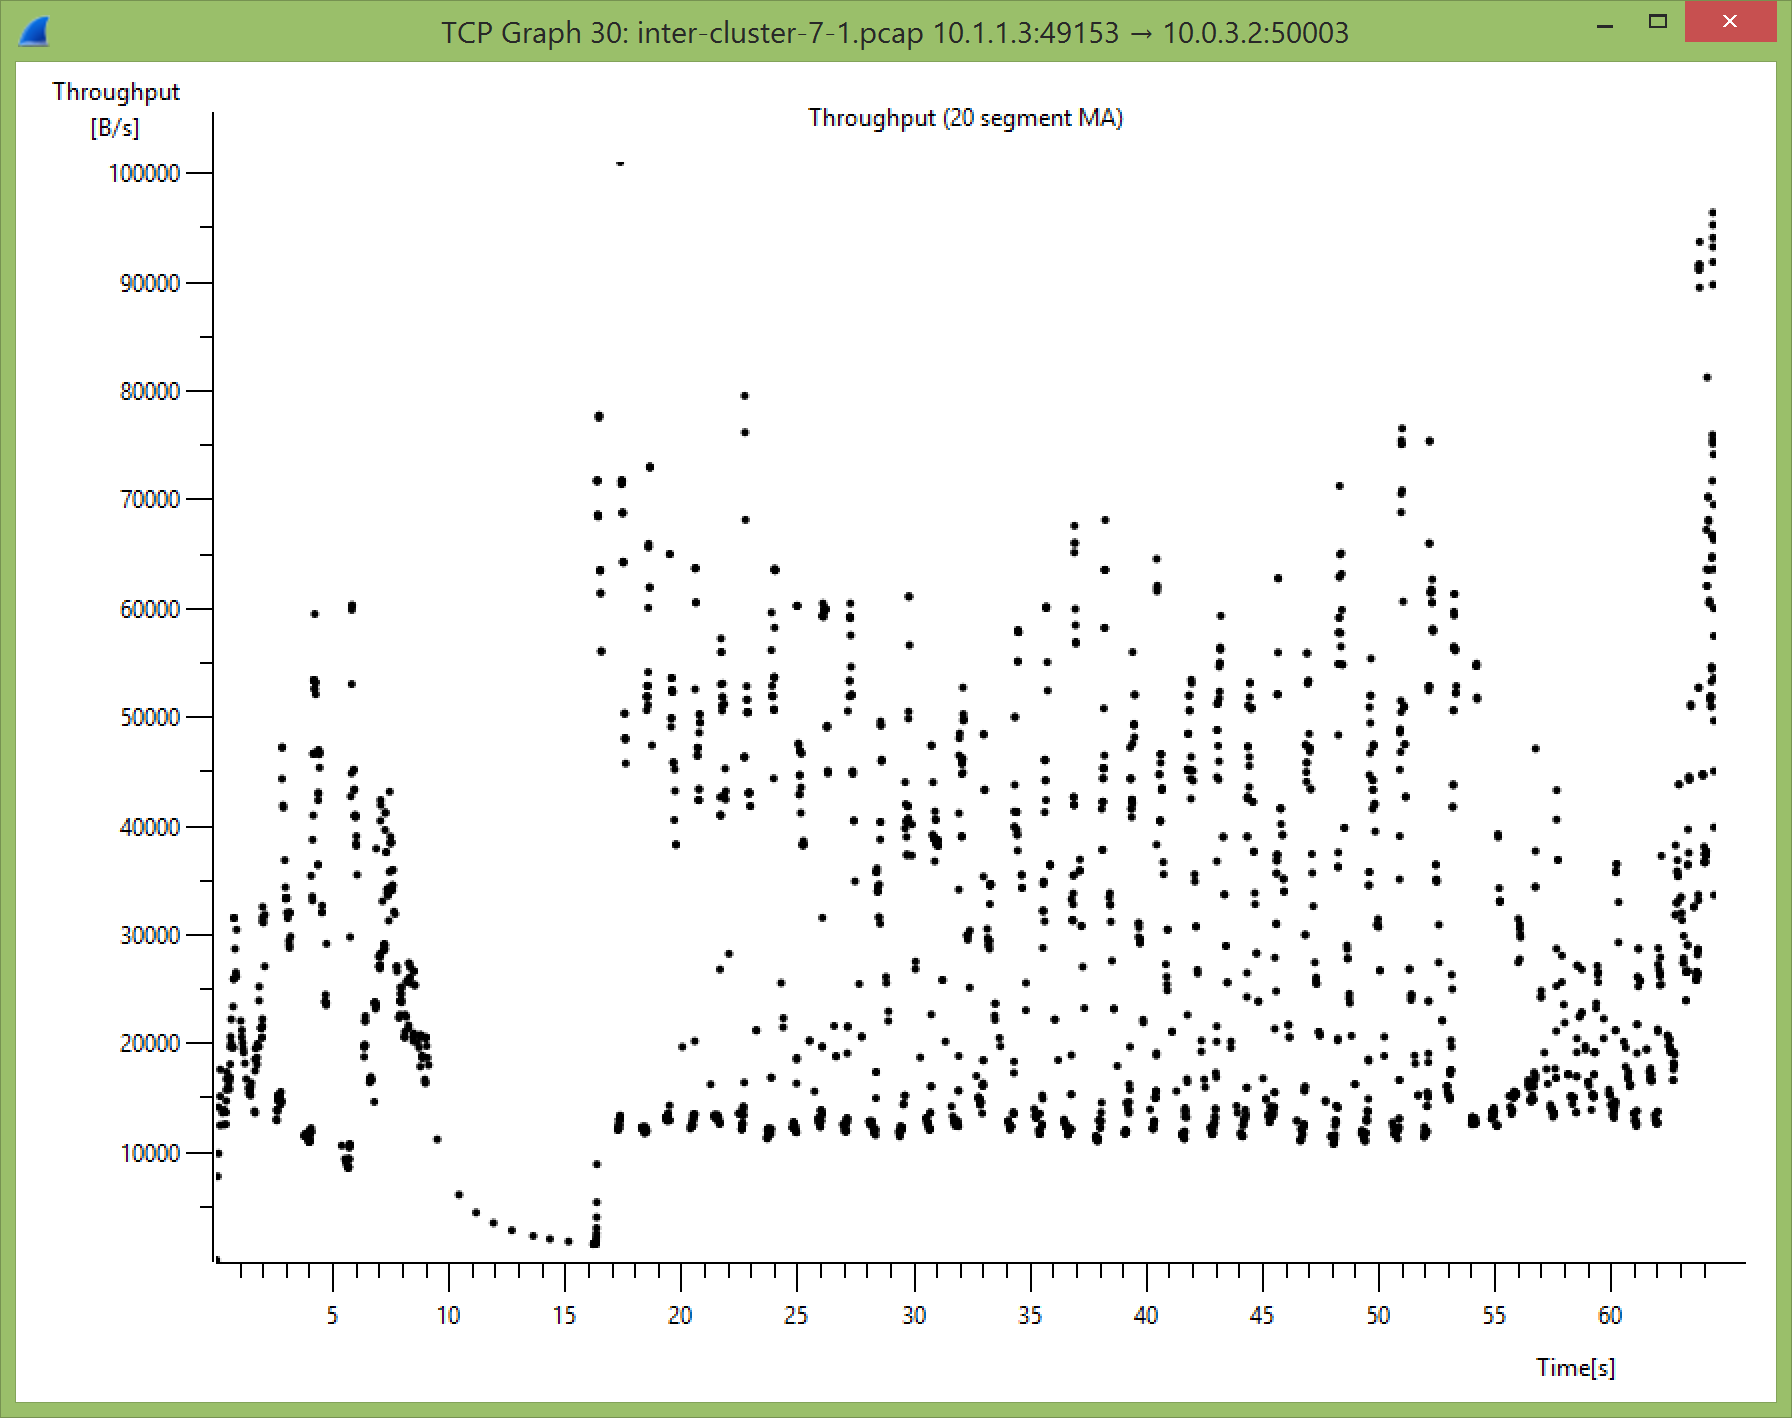 TCP Graph 30: inter-cluster-7-1.pcap 10.1.1.3:49153 → 10.0.3.2:50003
Throughput
[B/s]
Throughput (20 segment MA)
100000
90000
80000
70000
60000
50000
40000
30000
20000
10000
5 10 15 20 25 30 35 40 45 50 55 60
Time[s]